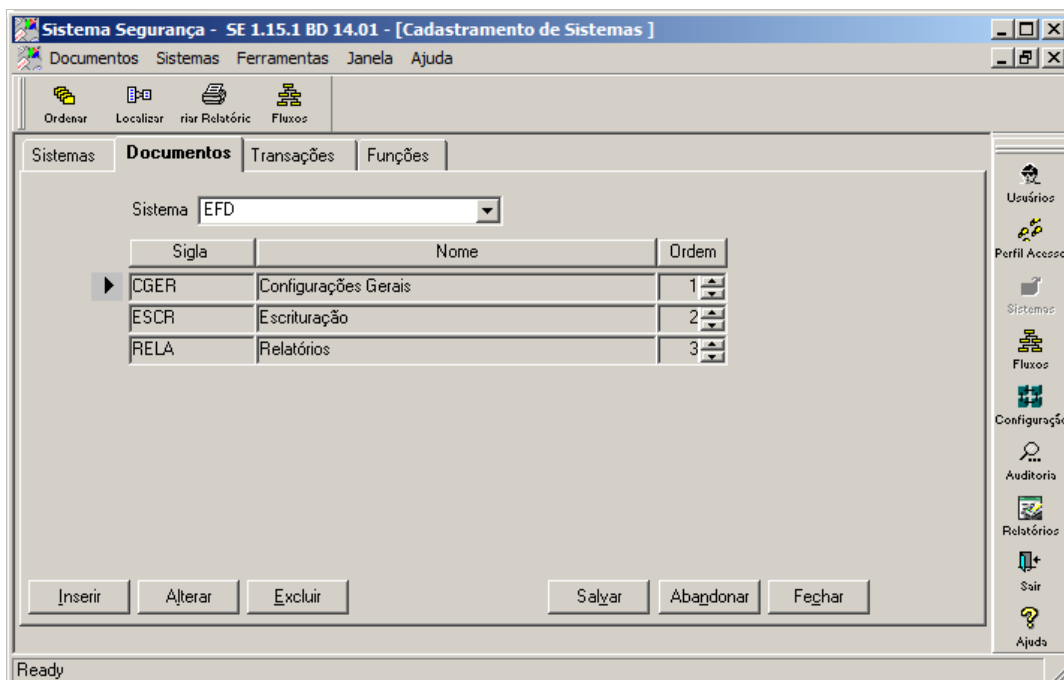 Sistema Segurança - SE 1.15.1 BD 14.01 - [Cadastramento de Sistemas ]
Documentos Sistemas Ferramentas Janela Ajuda
Ordenar Localizar riar Relatóric Fluxos
Sistemas Documentos Transações Funções
Sistema EFD
Sigla Nome Ordem
CGER Configurações Gerais 1
ESCR Escrituração 2
RELA Relatórios 3
Inserir Alterar Excluir Salvar Abandonar Fechar
Usuários
Perfil Acesso
Sistemas
Fluxos
Configuração
Auditoria
Relatórios
Sair
Ajuda
Ready